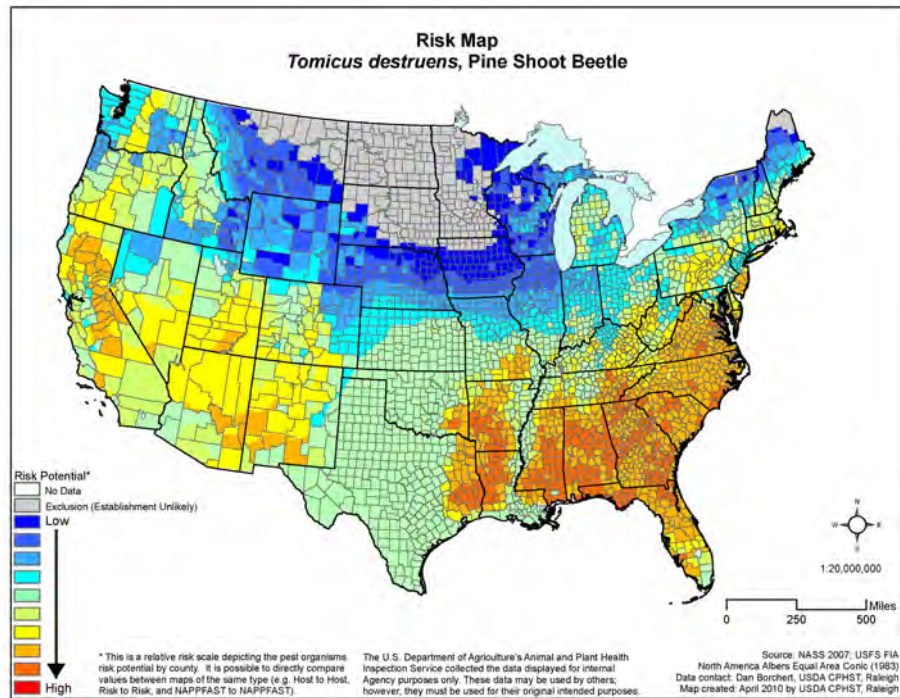 Risk Map
Tomicus destruens, Pine Shoot Beetle
Risk Potential*
No Data
Exclusion (Establishment Unlikely)
Low
High
N
W
E
S
1:20,000,000
Miles
0 250 500
* This is a relative risk scale depicting the pest organisms
risk potential by county. it is possible to directly compare
values between maps of the same type (e.g. Host to Host,
Risk to Risk, and NAPPFAST to NAPPFAST).
The U.S. Department of Agriculture's Animal and Plant Health
Inspection Service collected the data displayed for internal
Agency purposes only. These data may be used by others;
however, they must be used for their original intended purposes.
Source: NASS 2007; USFS FIA
North America Albers Equal Area Conic (1983)
Data contact: Dan Borchert, USDA CPHST, Raleigh
Map created: April 2010 by USDA CPHST, Raleigh